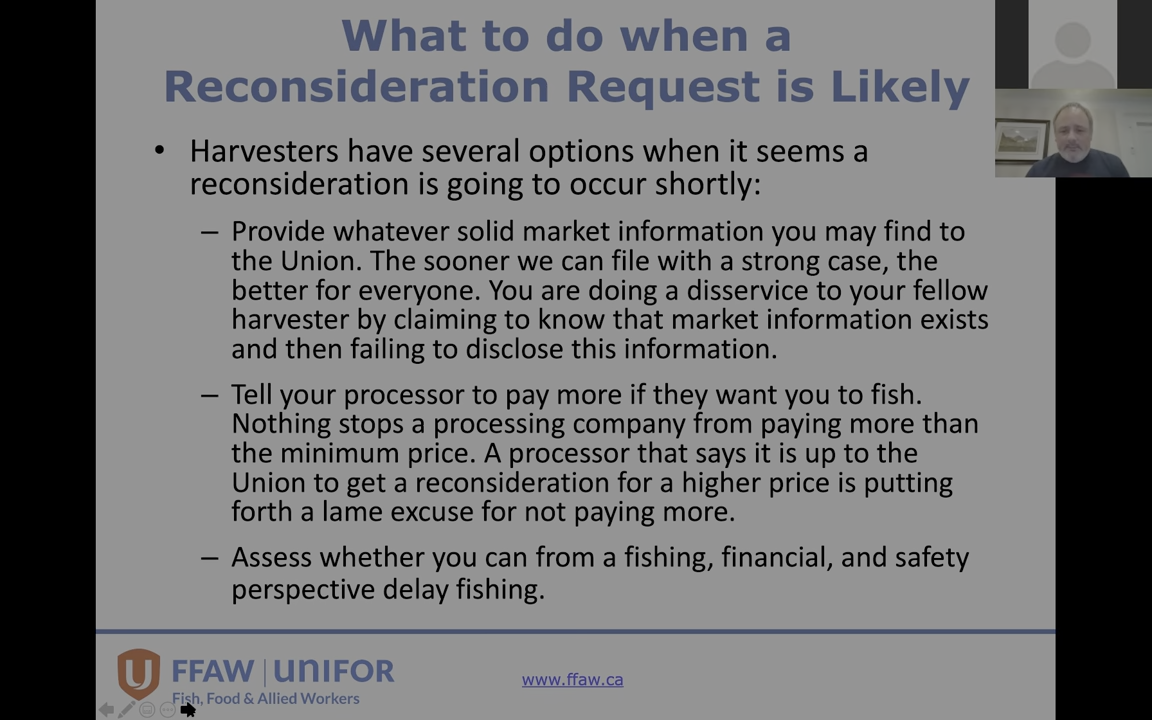 What to do when a
Reconsideration Request is Likely
• Harvesters have several options when it seems a
reconsideration is going to occur shortly:
– Provide whatever solid market information you may find to
the Union. The sooner we can file with a strong case, the
better for everyone. You are doing a disservice to your fellow
harvester by claiming to know that market information exists
and then failing to disclose this information.
– Tell your processor to pay more if they want you to fish.
Nothing stops a processing company from paying more than
the minimum price. A processor that says it is up to the
Union to get a reconsideration for a higher price is putting
forth a lame excuse for not paying more.
– Assess whether you can from a fishing, financial, and safety
perspective delay fishing.
FFAW | UNIFOR
Fish, Food & Allied Workers
www.ffaw.ca